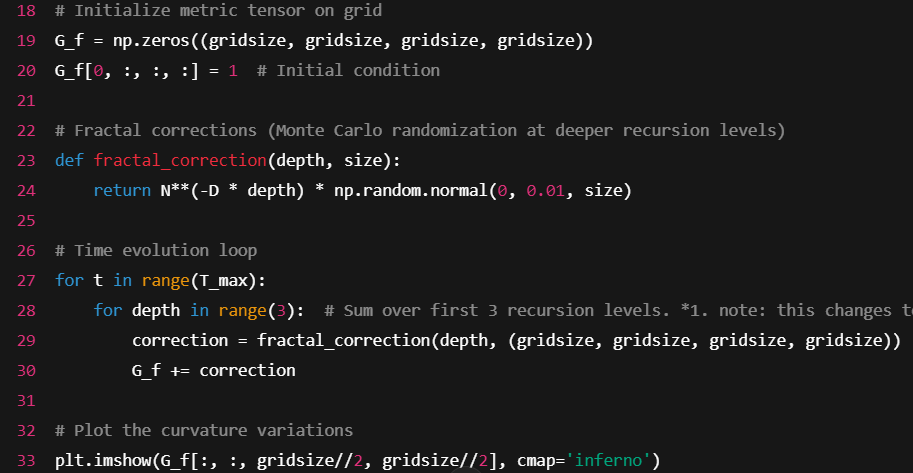 18 # Initialize metric tensor on grid
19 G_f = np.zeros((gridsize, gridsize, gridsize, gridsize))
20 G_f[0, :, :, :] = 1  # Initial condition
21
22 # Fractal corrections (Monte Carlo randomization at deeper recursion levels)
23 def fractal_correction(depth, size):
24     return N**(-D * depth) * np.random.normal(0, 0.01, size)
25
26 # Time evolution loop
27 for t in range(T_max):
28     for depth in range(3):  # Sum over first 3 recursion levels. *1. note: this changes t
29         correction = fractal_correction(depth, (gridsize, gridsize, gridsize, gridsize))
30         G_f += correction
31
32 # Plot the curvature variations
33 plt.imshow(G_f[:, :, gridsize//2, gridsize//2], cmap='inferno')